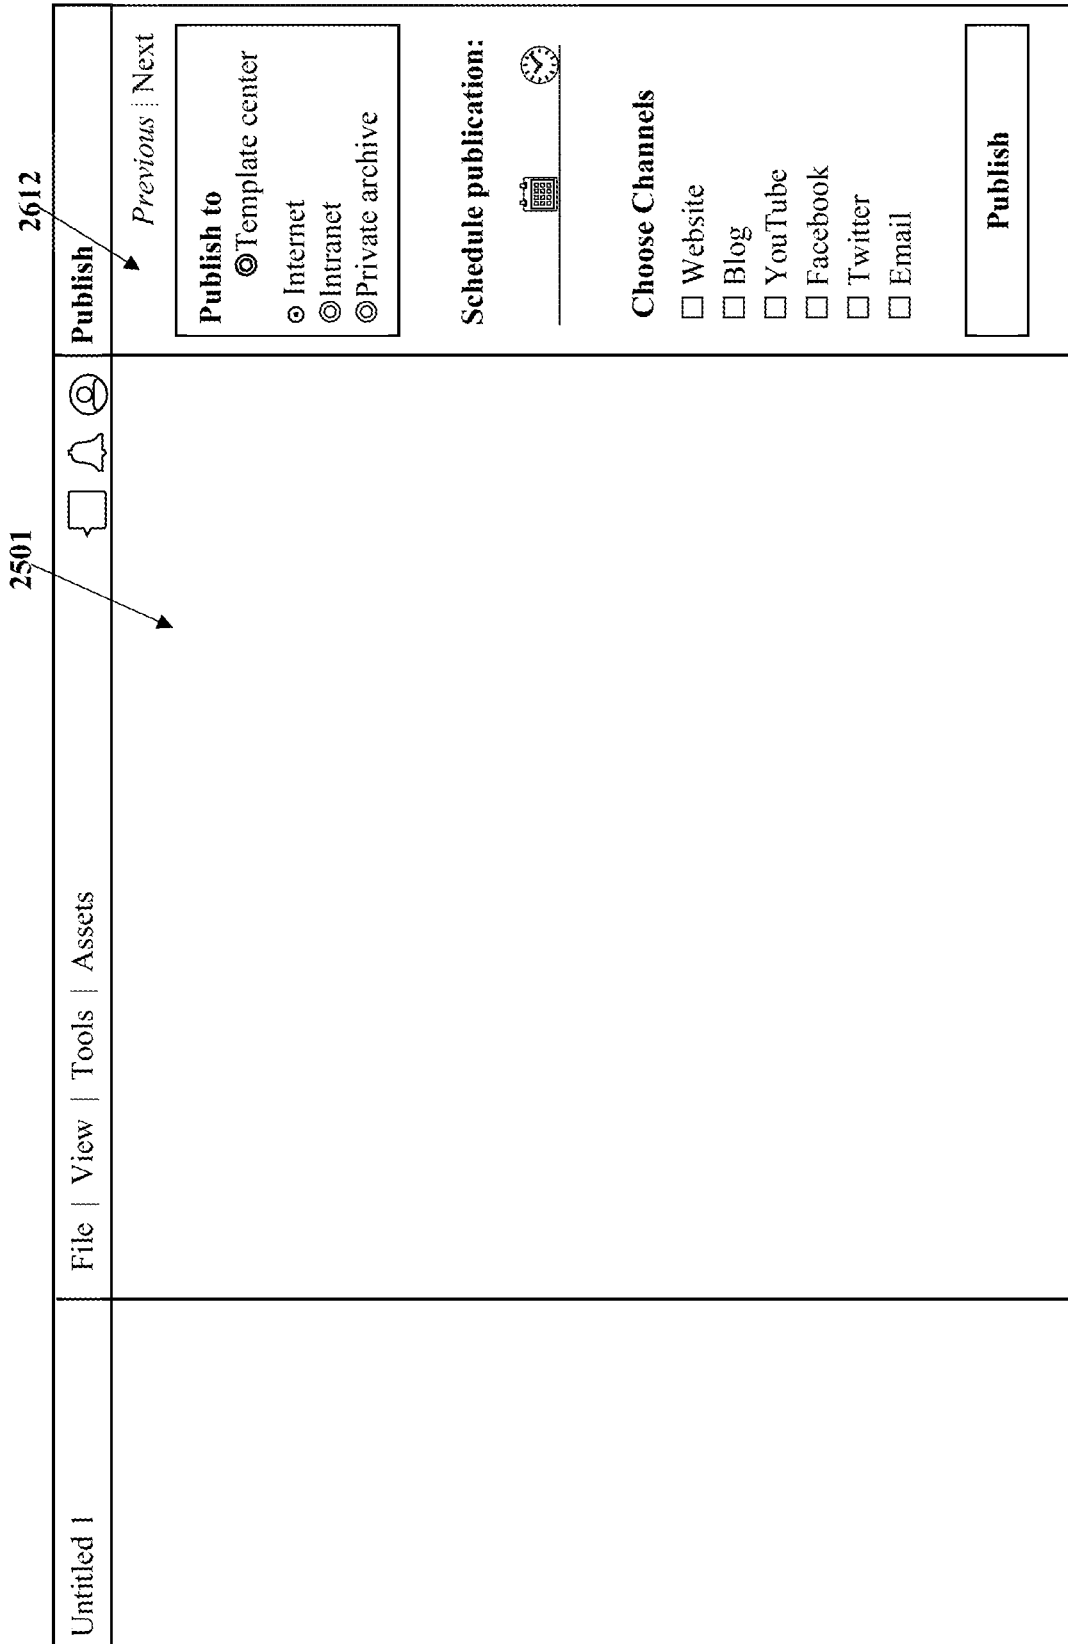 2501
2612
Untitled 1
File | View | Tools | Assets
Publish
Previous | Next
Publish to
Template center
Internet
Intranet
Private archive
Schedule publication:
Choose Channels
Website
Blog
YouTube
Facebook
Twitter
Email
Publish